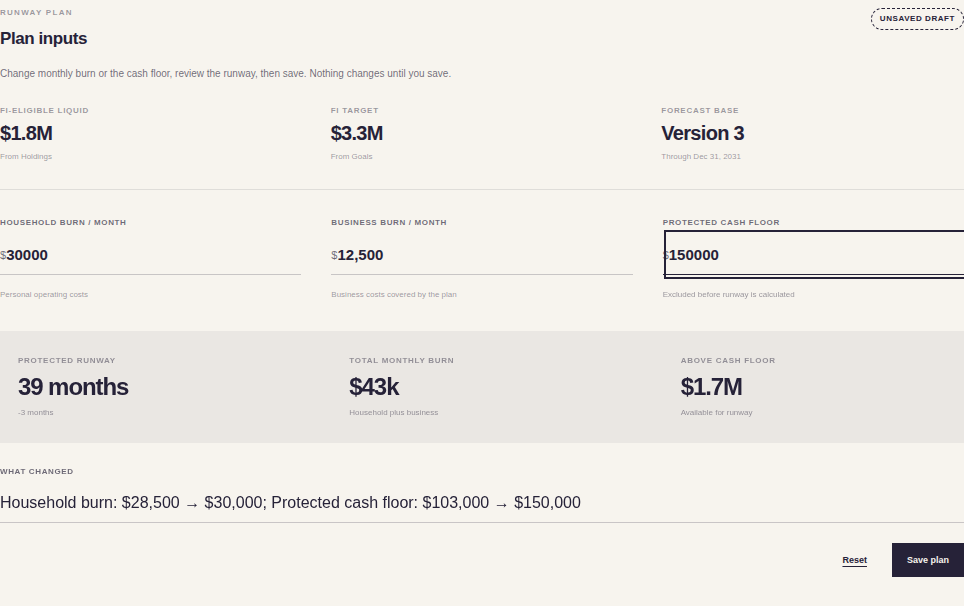 RUNWAY PLAN
UNSAVED DRAFT
Plan inputs
Change monthly burn or the cash floor, review the runway, then save. Nothing changes until you save.
FI-ELIGIBLE LIQUID
$1.8M
From Holdings
FI TARGET
$3.3M
From Goals
FORECAST BASE
Version 3
Through Dec 31, 2031
HOUSEHOLD BURN / MONTH
$30000
Personal operating costs
BUSINESS BURN / MONTH
$12,500
Business costs covered by the plan
PROTECTED CASH FLOOR
$150000
Excluded before runway is calculated
PROTECTED RUNWAY
39 months
-3 months
TOTAL MONTHLY BURN
$43k
Household plus business
ABOVE CASH FLOOR
$1.7M
Available for runway
WHAT CHANGED
Household burn: $28,500 → $30,000; Protected cash floor: $103,000 → $150,000
Reset
Save plan